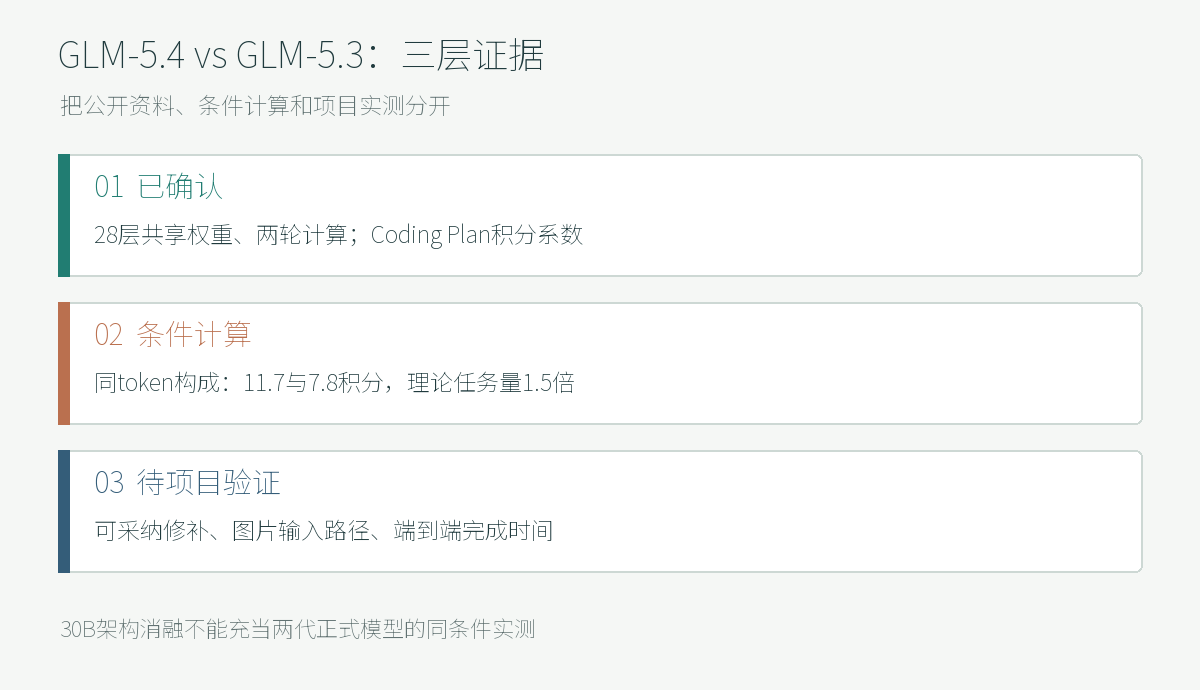 GLM-5.4 vs GLM-5.3：三层证据
把公开资料、条件计算和项目实测分开
01 已确认
28层共享权重、两轮计算；Coding Plan积分系数
02 条件计算
同token构成：11.7与7.8积分，理论任务量1.5倍
03 待项目验证
可采纳修补、图片输入路径、端到端完成时间
30B架构消融不能充当两代正式模型的同条件实测